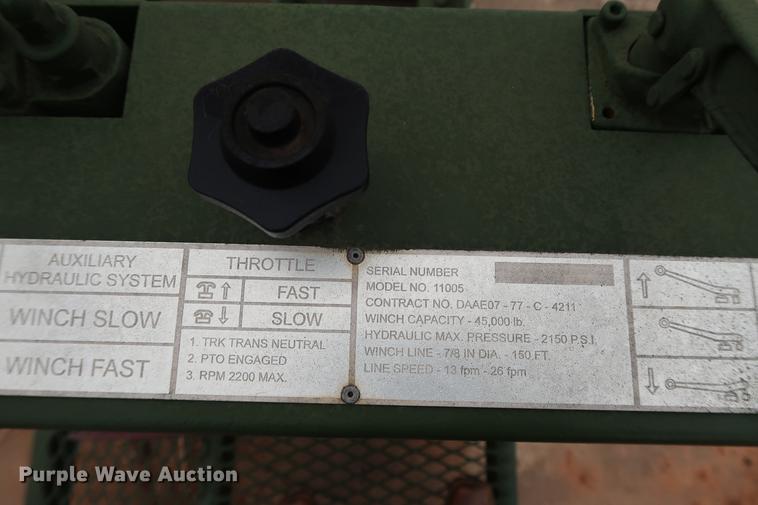 AUXILIARY
HYDRAULIC SYSTEM
WINCH SLOW
WINCH FAST
THROTTLE
FAST
SLOW
1. TRK TRANS NEUTRAL
2. PTO ENGAGED
3. RPM 2200 MAX.
SERIAL NUMBER
MODEL NO. 11005
CONTRACT NO. DAAE07 - 77 - C - 4211
WINCH CAPACITY - 45,000 lb.
HYDRAULIC MAX. PRESSURE - 2150 P.S.I.
WINCH LINE - 7/8 IN DIA. - 150 FT.
LINE SPEED - 13 fpm - 26 fpm
Purple Wave Auction